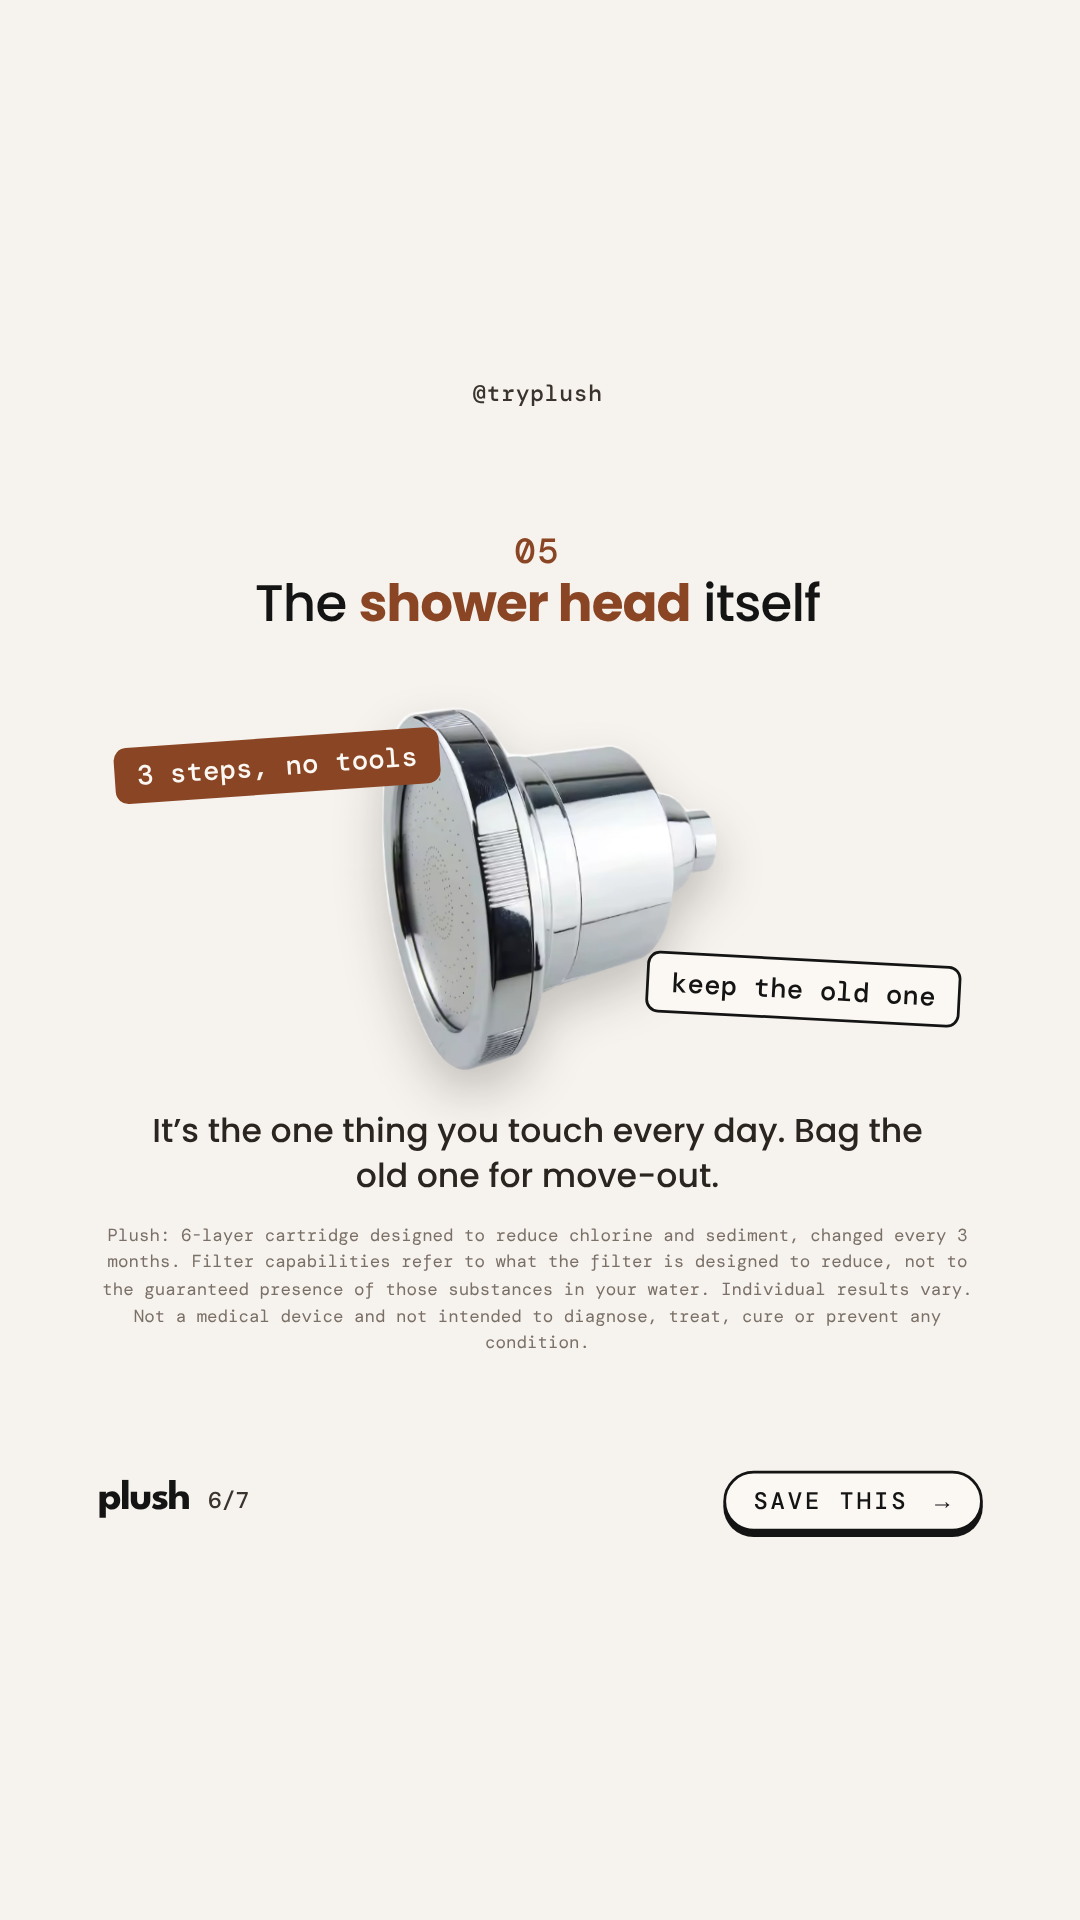 @tryplush
05
The shower head itself
3 steps, no tools
keep the old one
It's the one thing you touch every day. Bag the
old one for move-out.
Plush: 6-layer cartridge designed to reduce chlorine and sediment, changed every 3
months. Filter capabilities refer to what the filter is designed to reduce, not to
the guaranteed presence of those substances in your water. Individual results vary.
Not a medical device and not intended to diagnose, treat, cure or prevent any
condition.
plush 6/7
SAVE THIS →